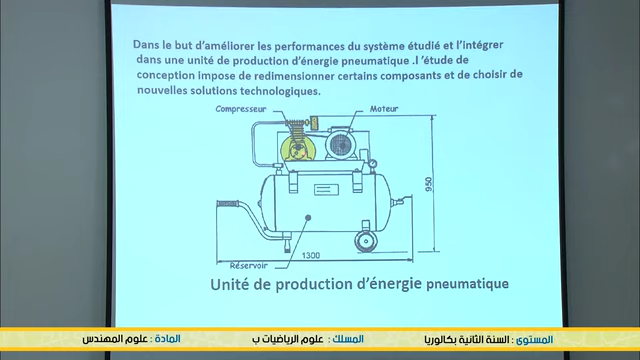 Dans le but d'améliorer les performances du système étudié et l'intégrer
dans une unité de production d'énergie pneumatique .l 'étude de
conception impose de redimensionner certains composants et de choisir de
nouvelles solutions technologiques.
Compresseur
Moteur
950
1300
Réservoir
Unité de production d'énergie pneumatique
المستوى : السنة الثانية بكالوريا
المسلك : علوم الرياضيات ب
المادة : علوم المهندس